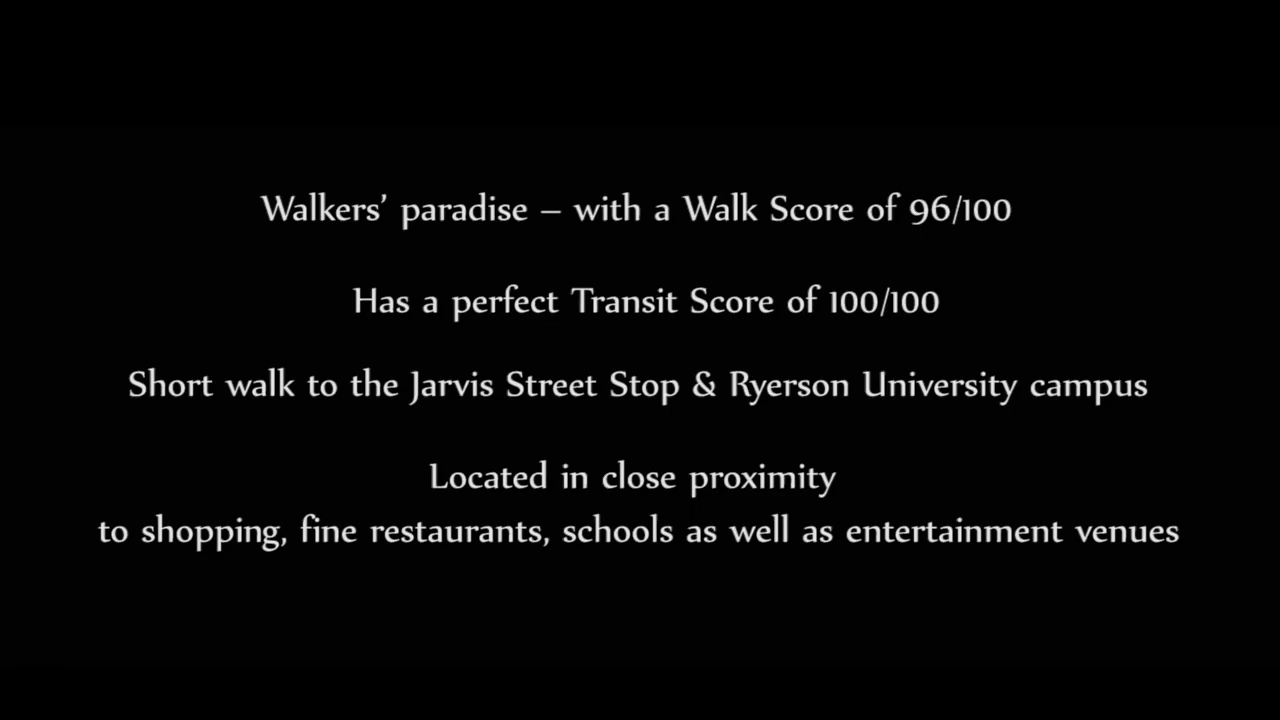 Walkers’ paradise – with a Walk Score of 96/100
Has a perfect Transit Score of 100/100
Short walk to the Jarvis Street Stop & Ryerson University campus
Located in close proximity
to shopping, fine restaurants, schools as well as entertainment venues